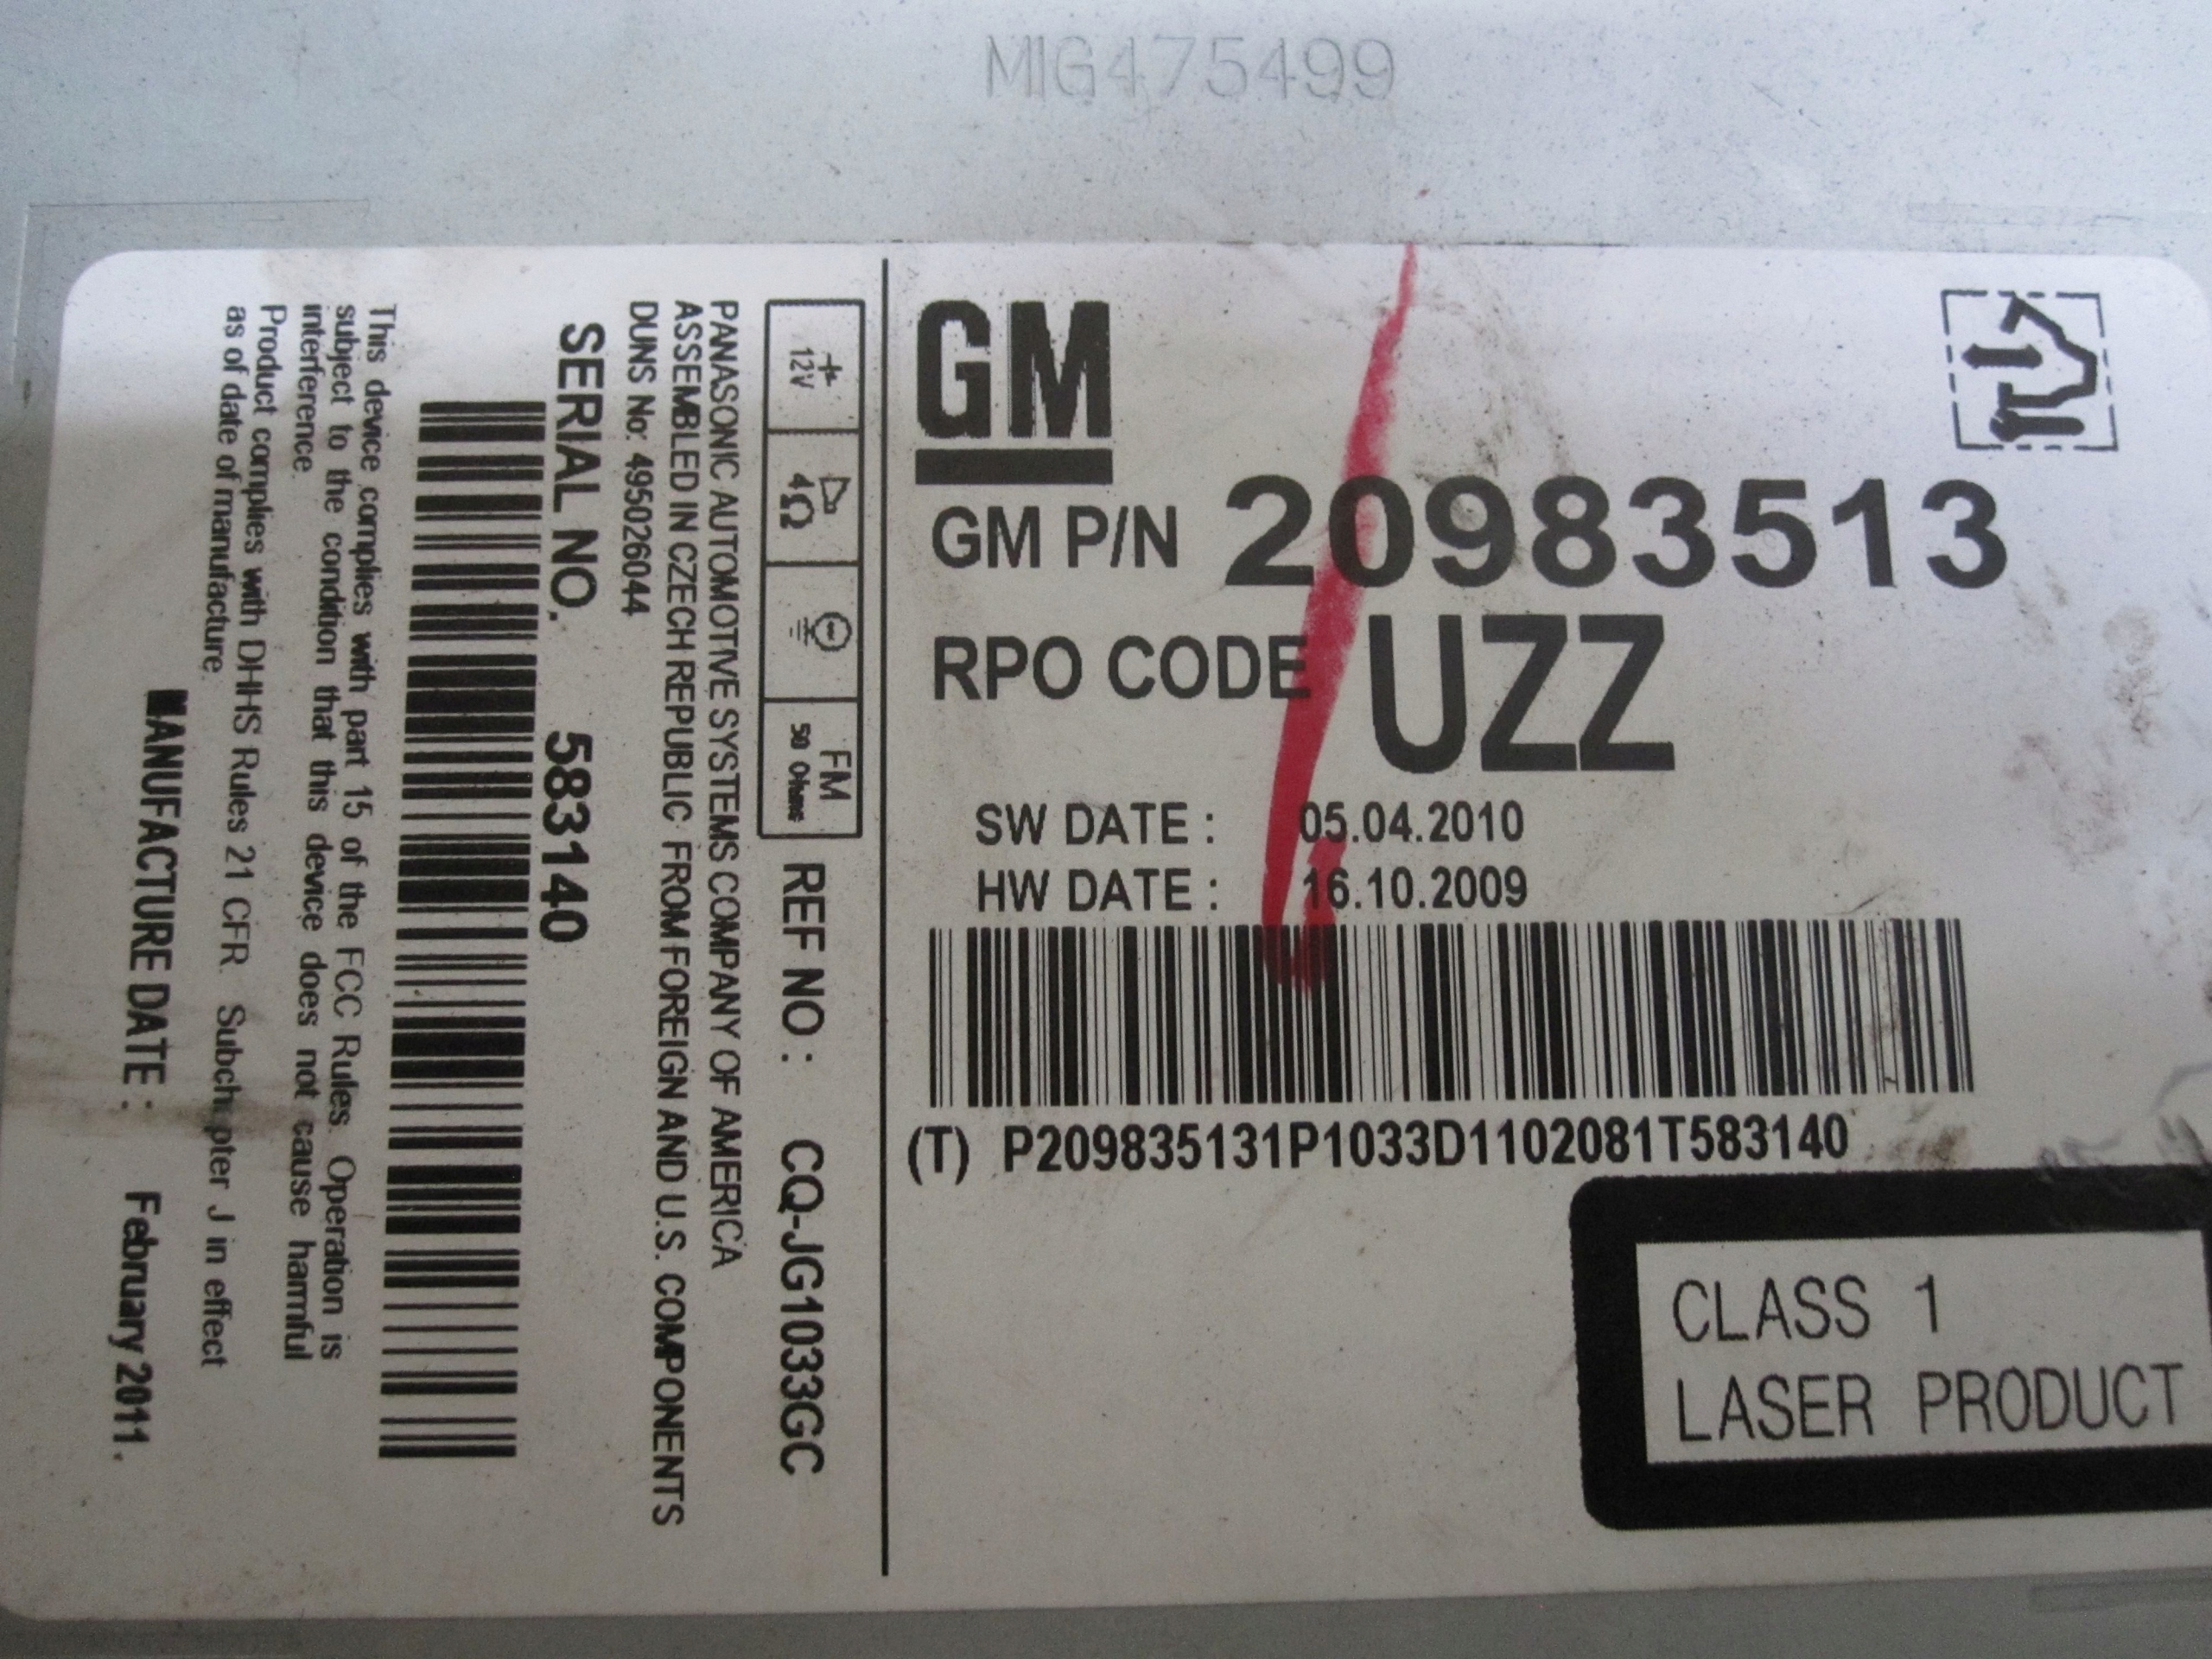 MIG475499
GM
GM P/N 20983513
RPO CODE UZZ
SW DATE : 05.04.2010
HW DATE : 16.10.2009
(T) P209835131P1033D1102081T583140
CLASS 1
LASER PRODUCT
12V
4Ω
FM
50 Ohms
REF NO : CQ-JG1033GC
PANASONIC AUTOMOTIVE SYSTEMS COMPANY OF AMERICA
ASSEMBLED IN CZECH REPUBLIC FROM FOREIGN AND U.S. COMPONENTS
DUNS No: 495026044
SERIAL NO. 583140
This device complies with part 15 of the FCC Rules. Operation is
subject to the condition that this device does not cause harmful
interference.
Product complies with DHHS Rules 21 CFR Subchapter J in effect
as of date of manufacture.
MANUFACTURE DATE : February 2011.